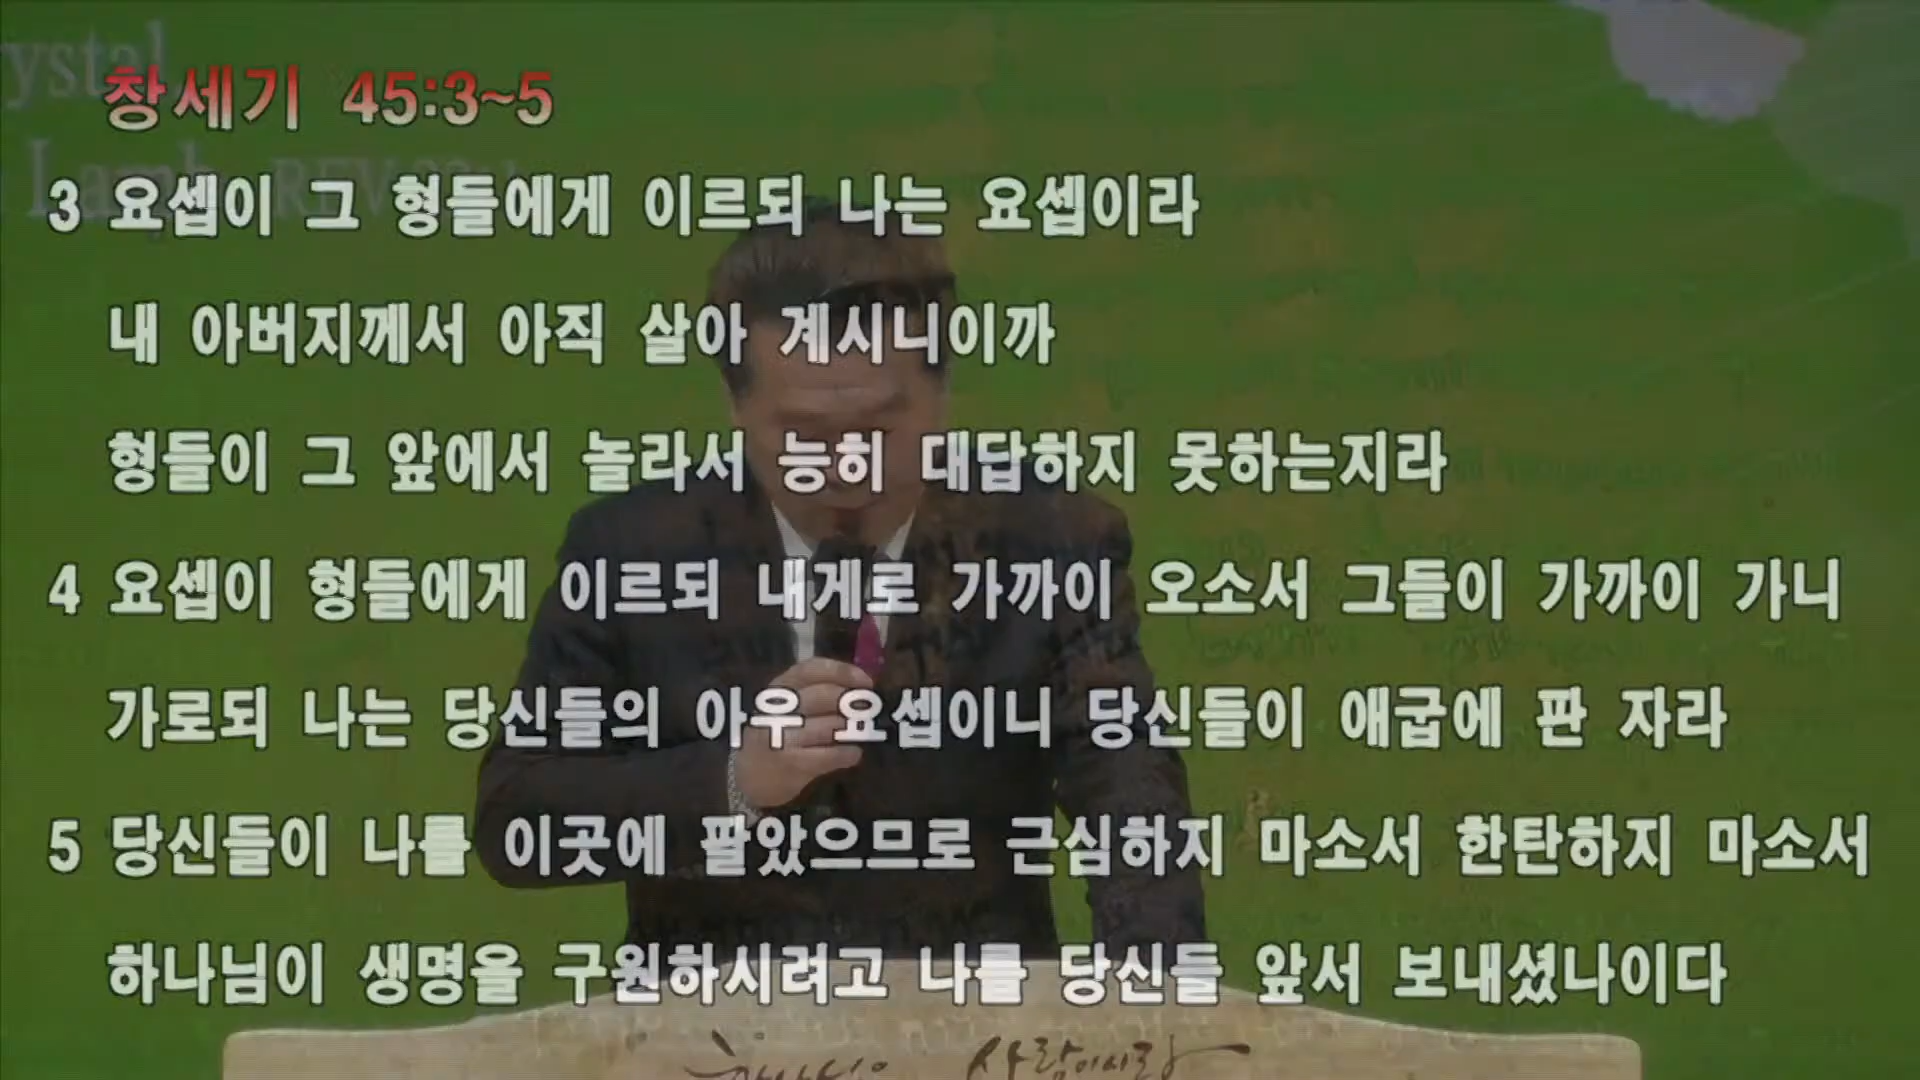 ystal,
창세기 45:3~5
Lamb
3 요셉이 그 형들에게 이르되 나는 요셉이라
내 아버지께서 아직 살아 계시니이까
형들이 그 앞에서 놀라서 능히 대답하지 못하는지라
4 요셉이 형들에게 이르되 내게로 가까이 오소서 그들이 가까이 가니
가로되 나는 당신들의 아우 요셉이니 당신들이 애굽에 판 자라
5 당신들이 나를 이곳에 팔았으므로 근심하지 마소서 한탄하지 마소서
하나님이 생명을 구원하시려고 나를 당신들 앞서 보내셨나이다